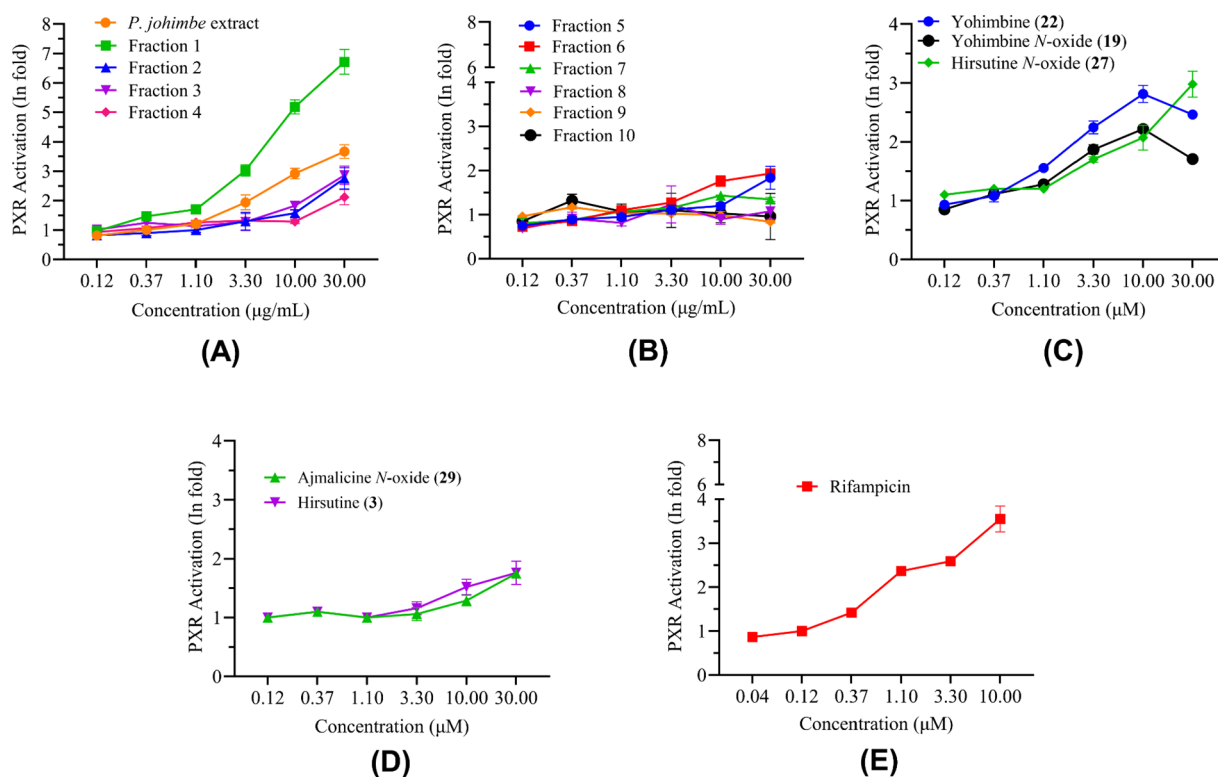 PXR Activation (In fold)
8
7
6
5
4
3
2
1
0
P. johimbe extract
Fraction 1
Fraction 2
Fraction 3
Fraction 4
0.12 0.37 1.10 3.30 10.00 30.00
Concentration (μg/mL)
(A)
PXR Activation (In fold)
8
6
4
3
2
1
0
Fraction 5
Fraction 6
Fraction 7
Fraction 8
Fraction 9
Fraction 10
0.12 0.37 1.10 3.30 10.00 30.00
Concentration (μg/mL)
(B)
PXR Activation (In fold)
4
3
2
1
0
Yohimbine (22)
Yohimbine N-oxide (19)
Hirsutine N-oxide (27)
0.12 0.37 1.10 3.30 10.00 30.00
Concentration (μM)
(C)
PXR Activation (In fold)
4
3
2
1
0
Ajmalicine N-oxide (29)
Hirsutine (3)
0.12 0.37 1.10 3.30 10.00 30.00
Concentration (μM)
(D)
PXR Activation (In fold)
8
6
4
3
2
1
0
Rifampicin
0.04 0.12 0.37 1.10 3.30 10.00
Concentration (μM)
(E)